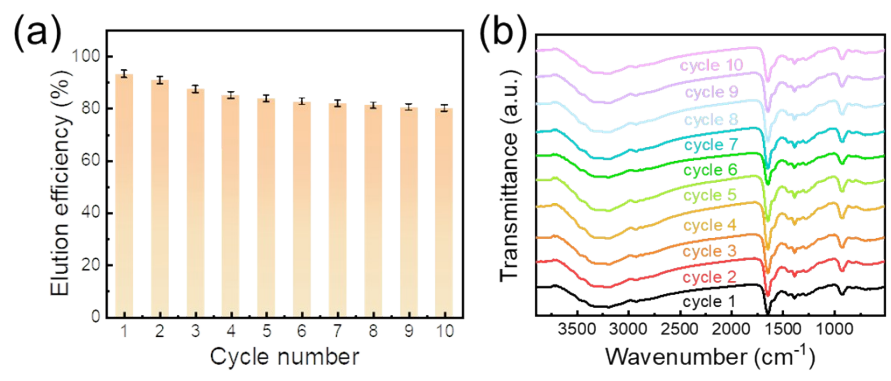 (a)
Elution efficiency (%)
100
80
60
40
20
0
1 2 3 4 5 6 7 8 9 10
Cycle number
(b)
Transmittance (a.u.)
cycle 10
cycle 9
cycle 8
cycle 7
cycle 6
cycle 5
cycle 4
cycle 3
cycle 2
cycle 1
3500 3000 2500 2000 1500 1000
Wavenumber (cm⁻¹)